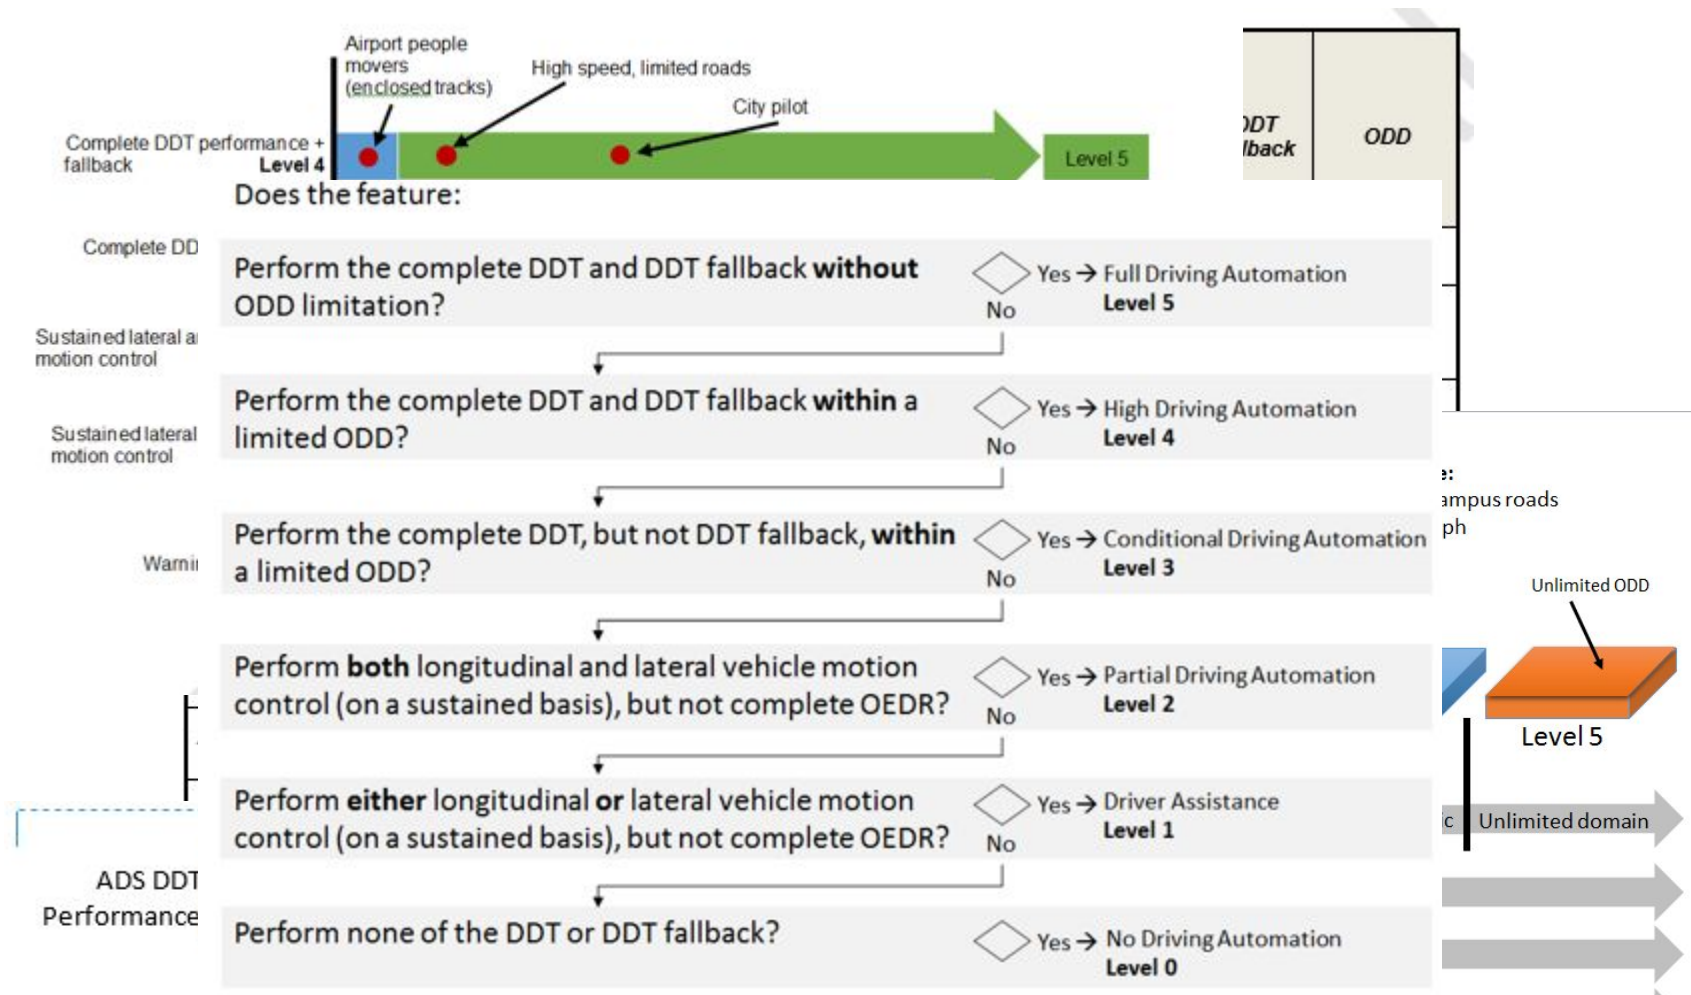 Airport people
movers
(enclosed tracks)
High speed, limited roads
City pilot
Complete DDT performance +
fallback
Level 4
Level 5
DDT
ODD
Does the feature:
Complete DD
Perform the complete DDT and DDT fallback without
ODD limitation?
Yes → Full Driving Automation
Level 5
No
Sustained lateral
motion control
Perform the complete DDT and DDT fallback within a
limited ODD?
Yes → High Driving Automation
Level 4
No
Sustained lateral
motion control
e:
ampus roads
ph
Perform the complete DDT, but not DDT fallback, within
a limited ODD?
Yes → Conditional Driving Automation
Level 3
No
Warni
Unlimited ODD
Perform both longitudinal and lateral vehicle motion
control (on a sustained basis), but not complete OEDR?
Yes → Partial Driving Automation
Level 2
No
Level 5
Perform either longitudinal or lateral vehicle motion
control (on a sustained basis), but not complete OEDR?
Yes → Driver Assistance
Level 1
No
ic
Unlimited domain
ADS DDT
Performance
Perform none of the DDT or DDT fallback?
Yes → No Driving Automation
Level 0